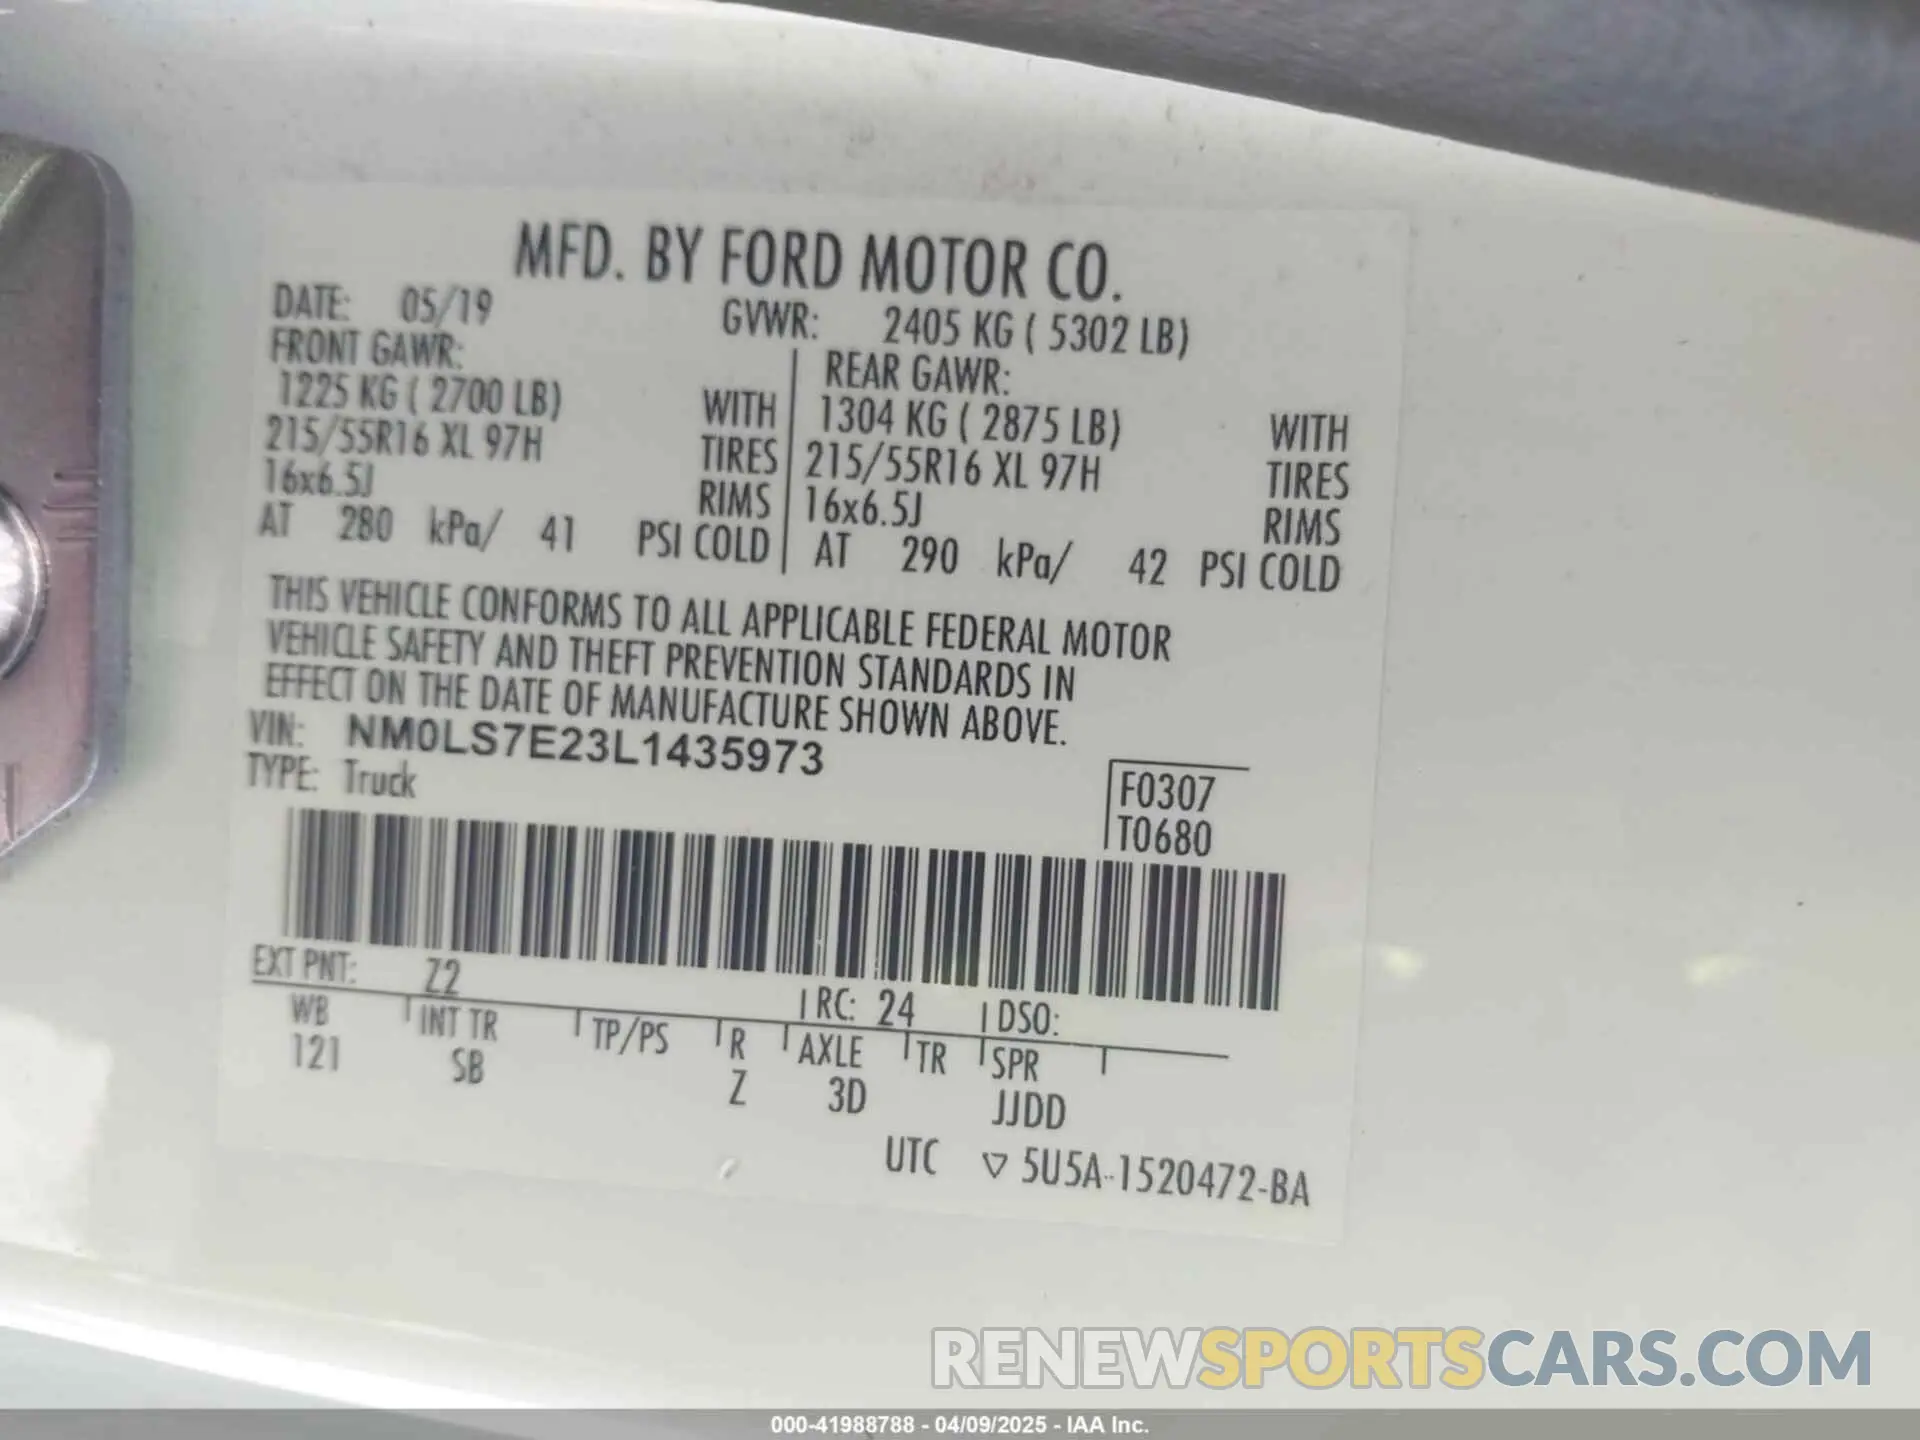 MFD. BY FORD MOTOR CO.
DATE: 05/19 GVWR: 2405 KG ( 5302 LB)
FRONT GAWR: REAR GAWR:
1225 KG ( 2700 LB) WITH 1304 KG ( 2875 LB) WITH
215/55R16 XL 97H TIRES 215/55R16 XL 97H TIRES
16x6.5J RIMS 16x6.5J RIMS
AT 280 kPa/ 41 PSI COLD AT 290 kPa/ 42 PSI COLD
THIS VEHICLE CONFORMS TO ALL APPLICABLE FEDERAL MOTOR
VEHICLE SAFETY AND THEFT PREVENTION STANDARDS IN
EFFECT ON THE DATE OF MANUFACTURE SHOWN ABOVE.
VIN: NM0LS7E23L1435973
TYPE: Truck
F0307
T0680
EXT PNT: Z2 RC: 24 DSO:
WB INT TR TP/PS R AXLE TR SPR
121 SB Z 3D JJDD
UTC ▽ 5U5A-1520472-BA
RENEWSPORTSCARS.COM
000-41988788 - 04/09/2025 - IAA Inc.